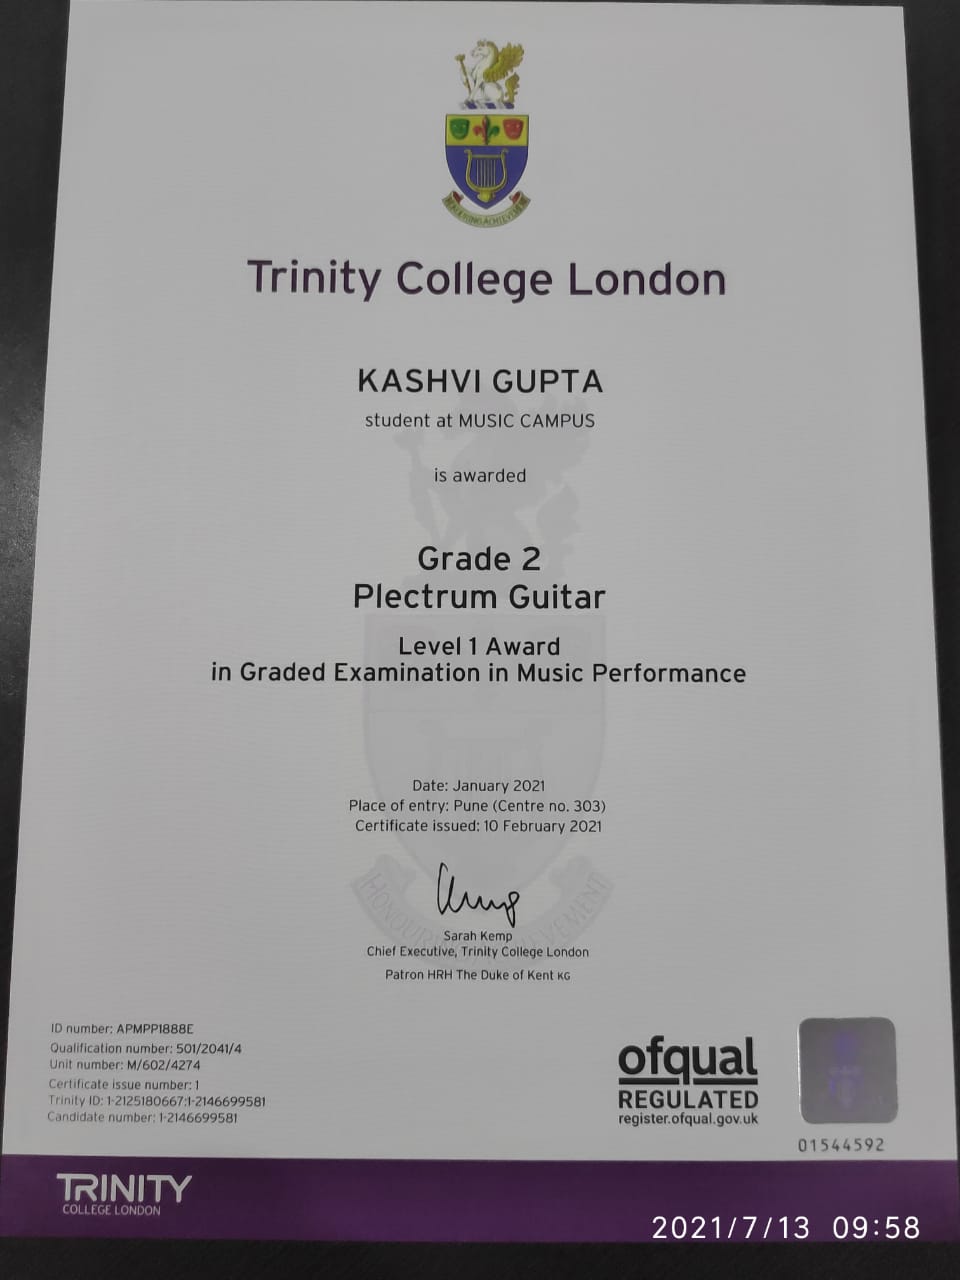 Trinity College London
KASHVI GUPTA
student at MUSIC CAMPUS
is awarded
Grade 2
Plectrum Guitar
Level 1 Award
in Graded Examination in Music Performance
Date: January 2021
Place of entry: Pune (Centre no. 303)
Certificate issued: 10 February 2021
HONOUR ACHIEVEMENT
Sarah Kemp
Chief Executive, Trinity College London
Patron HRH The Duke of Kent KG
ID number: APMPP1888E
Qualification number: 501/2041/4
Unit number: M/602/4274
Certificate issue number: 1
Trinity ID: 1-2125180667:1-2146699581
Candidate number: 1-2146699581
ofqual
REGULATED
register.ofqual.gov.uk
01544592
TRINITY
COLLEGE LONDON
2021/7/13 09:58